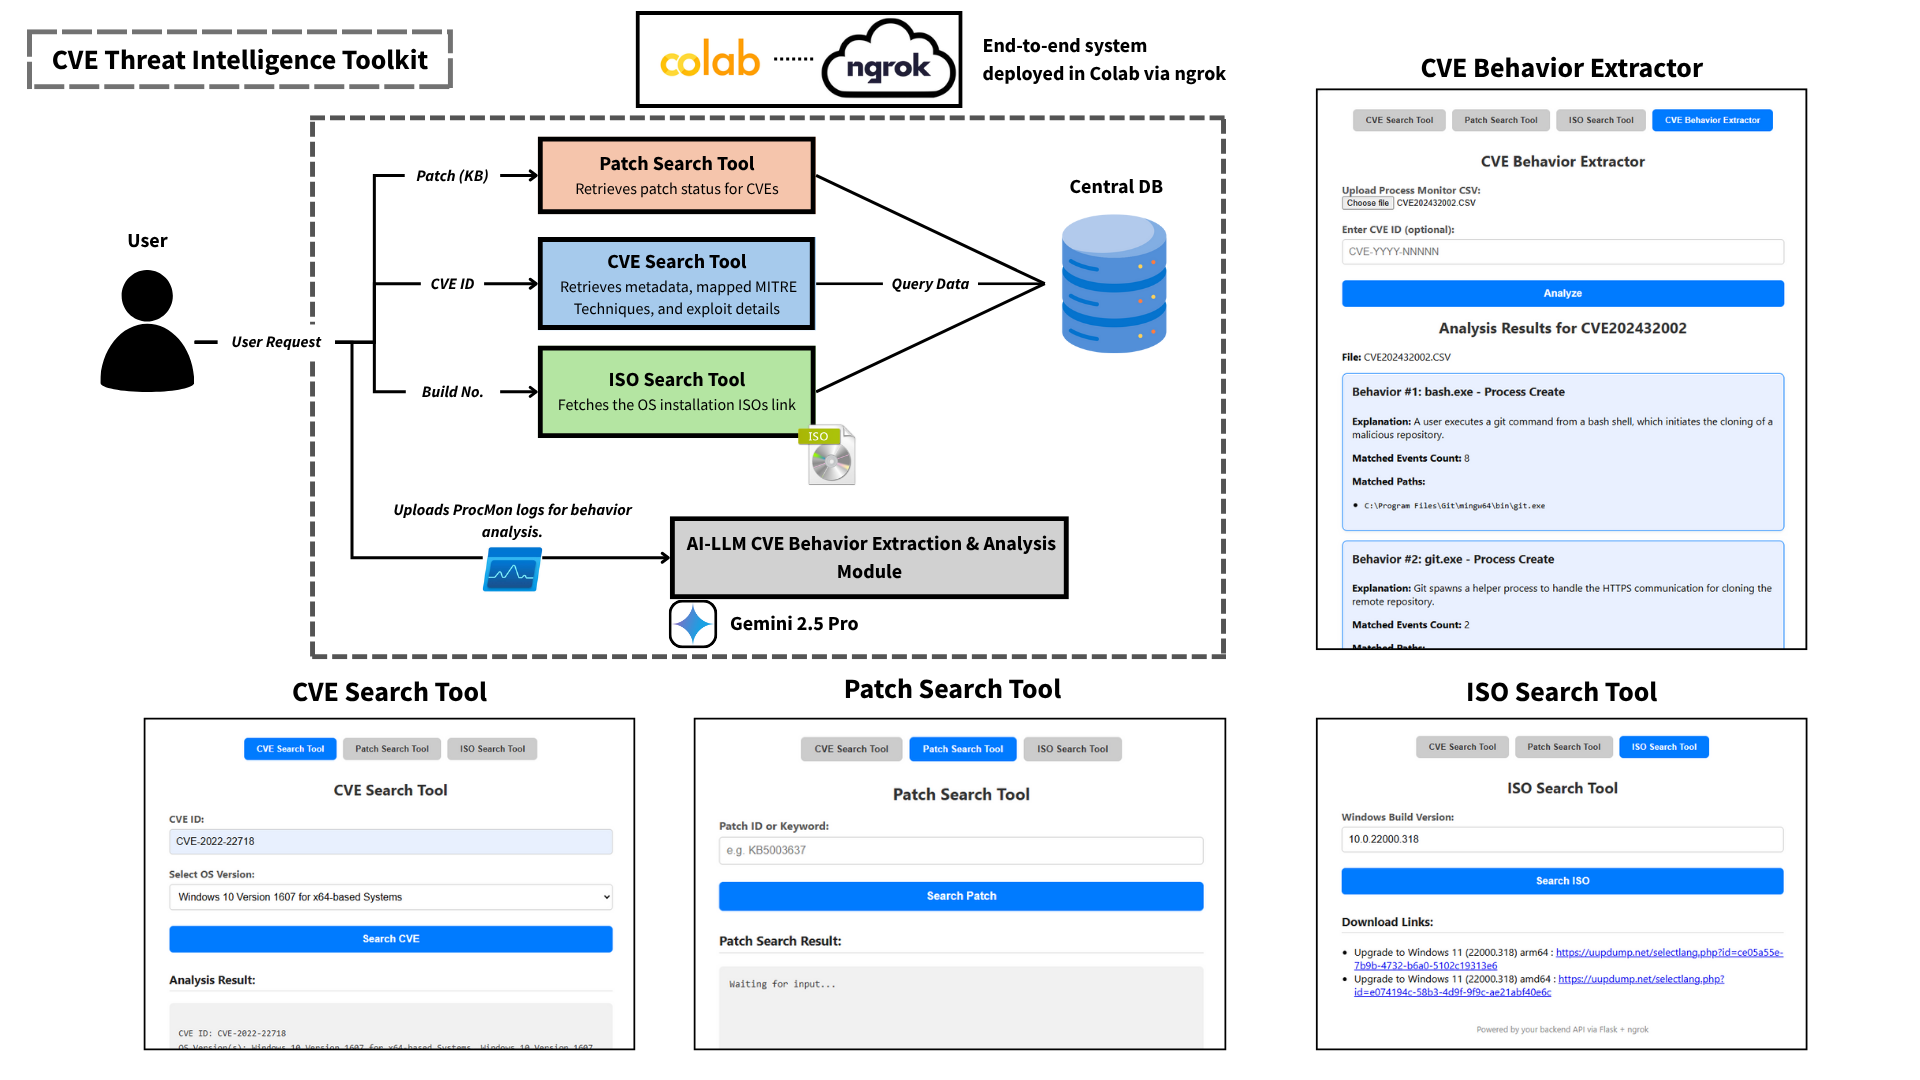 CVE Threat Intelligence Toolkit
colab
ngrok
End-to-end system
deployed in Colab via ngrok
User
User Request
Patch (KB)
CVE ID
Build No.
Patch Search Tool
Retrieves patch status for CVEs
CVE Search Tool
Retrieves metadata, mapped MITRE
Techniques, and exploit details
ISO Search Tool
Fetches the OS installation ISOs link
ISO
Query Data
Central DB
Uploads ProcMon logs for behavior
analysis.
AI-LLM CVE Behavior Extraction & Analysis
Module
Gemini 2.5 Pro
CVE Behavior Extractor
CVE Search Tool
Patch Search Tool
ISO Search Tool
CVE Behavior Extractor
CVE Behavior Extractor
Upload Process Monitor CSV:
Choose file CVE202432002.CSV
Enter CVE ID (optional):
CVE-YYYY-NNNNN
Analyze
Analysis Results for CVE202432002
File: CVE202432002.CSV
Behavior #1: bash.exe - Process Create
Explanation: A user executes a git command from a bash shell, which initiates the cloning of a
malicious repository.
Matched Events Count: 8
Matched Paths:
• C:\Program Files\Git\mingw64\bin\git.exe
Behavior #2: git.exe - Process Create
Explanation: Git spawns a helper process to handle the HTTPS communication for cloning the
remote repository.
Matched Events Count: 2
Matched Paths:
CVE Search Tool
CVE Search Tool
Patch Search Tool
ISO Search Tool
CVE Search Tool
CVE ID:
CVE-2022-22718
Select OS Version:
Windows 10 Version 1607 for x64-based Systems
Search CVE
Analysis Result:
CVE ID: CVE-2022-22718
OS Version(s): Windows 10 Version 1607 for x64-based Systems, Windows 10 Version 1607
Patch Search Tool
CVE Search Tool
Patch Search Tool
ISO Search Tool
Patch Search Tool
Patch ID or Keyword:
e.g. KB5003637
Search Patch
Patch Search Result:
Waiting for input...
ISO Search Tool
CVE Search Tool
Patch Search Tool
ISO Search Tool
ISO Search Tool
Windows Build Version:
10.0.22000.318
Search ISO
Download Links:
• Upgrade to Windows 11 (22000.318) arm64 : https://uupdump.net/selectlang.php?id=ce05a55e-
7b9b-4732-b6a0-5102c19313e6
• Upgrade to Windows 11 (22000.318) amd64 : https://uupdump.net/selectlang.php?
id=e074194c-58b3-4d9f-9f9c-ae21abf40e6c
Powered by your backend API via Flask + ngrok